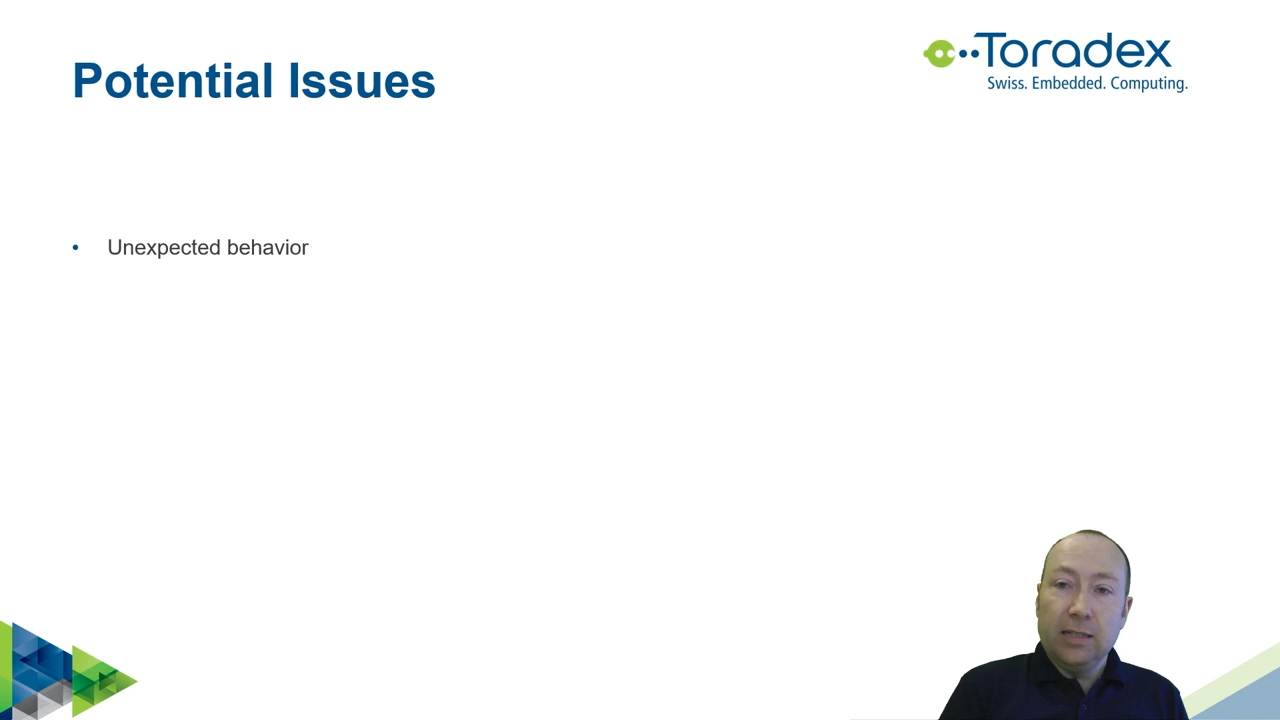 Potential Issues
Toradex
Swiss. Embedded. Computing.
• Unexpected behavior